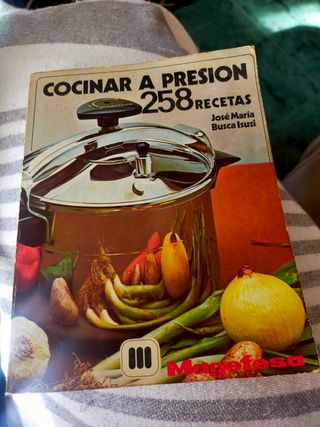 COCINAR A PRESION
258 RECETAS
José María
Busca Isusi
Magefesa